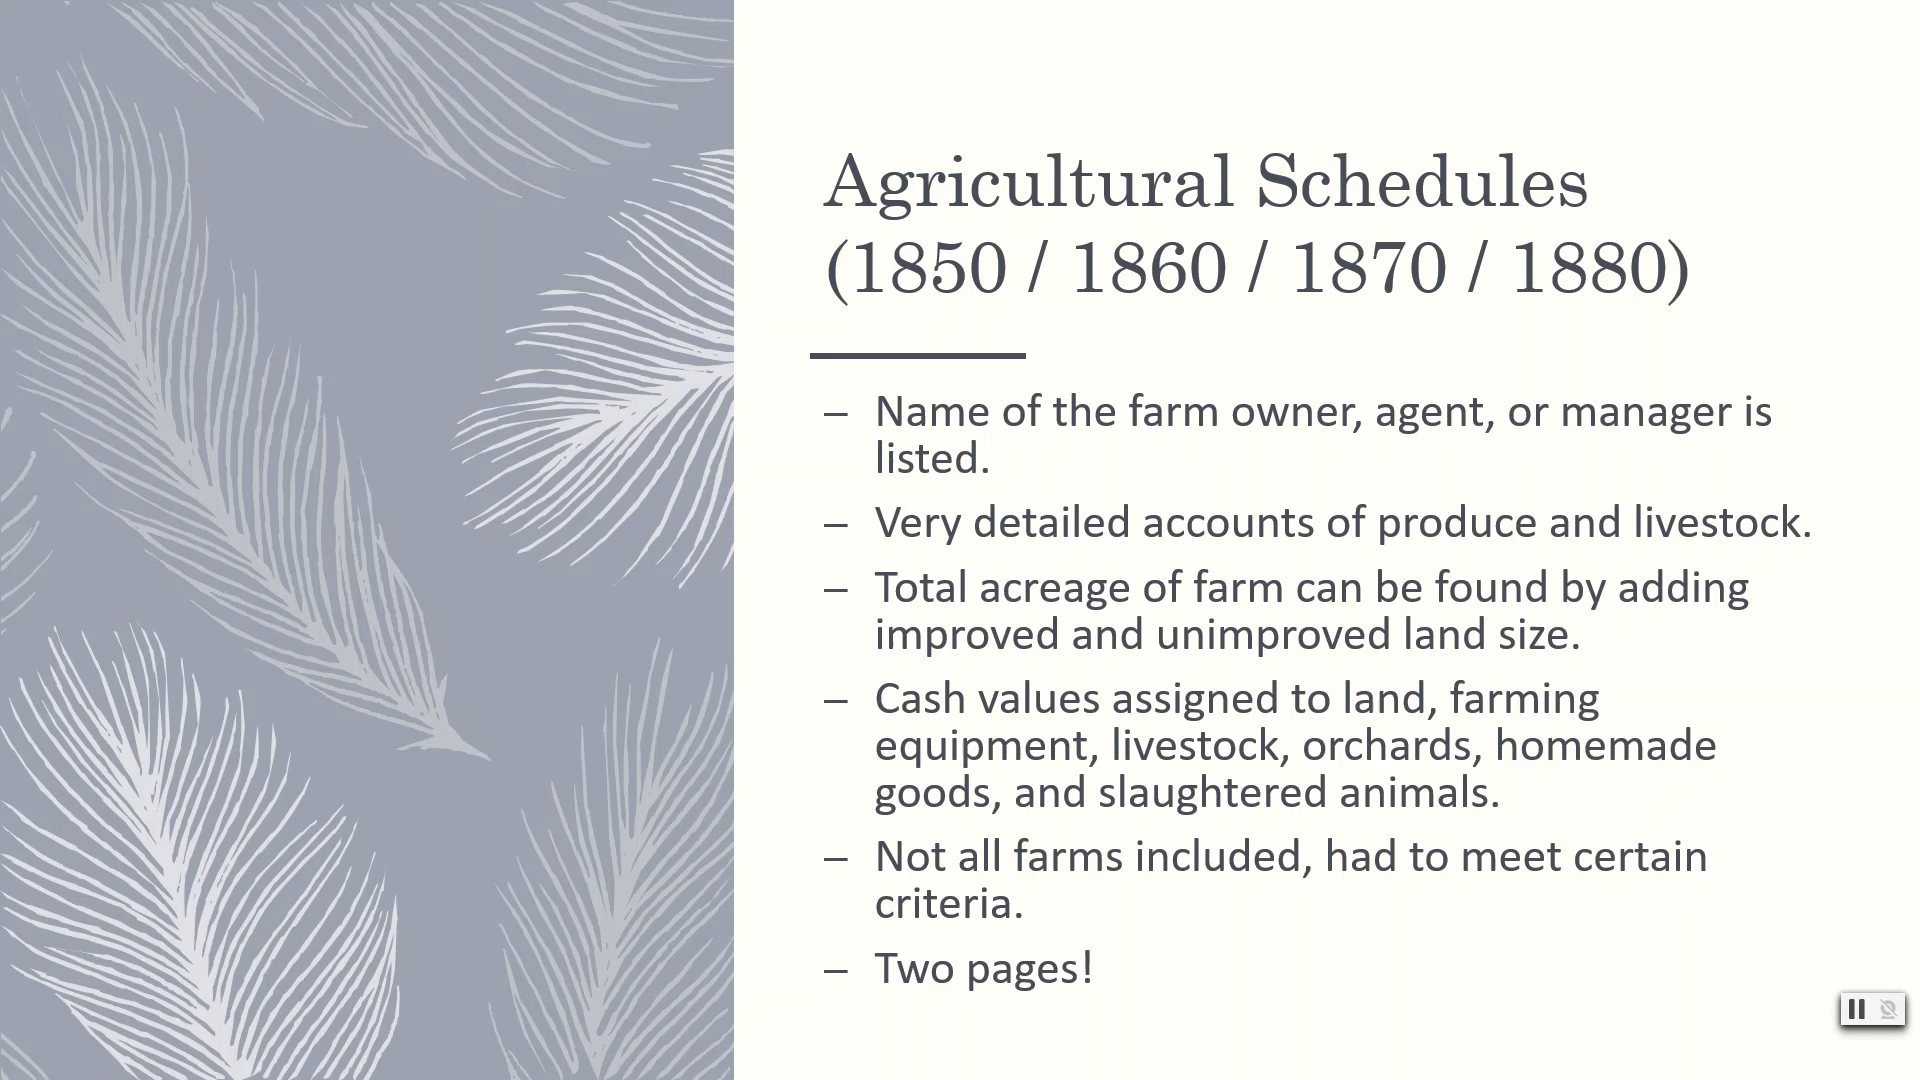 Agricultural Schedules
(1850 / 1860 / 1870 / 1880)
– Name of the farm owner, agent, or manager is
listed.
– Very detailed accounts of produce and livestock.
– Total acreage of farm can be found by adding
improved and unimproved land size.
– Cash values assigned to land, farming
equipment, livestock, orchards, homemade
goods, and slaughtered animals.
– Not all farms included, had to meet certain
criteria.
– Two pages!